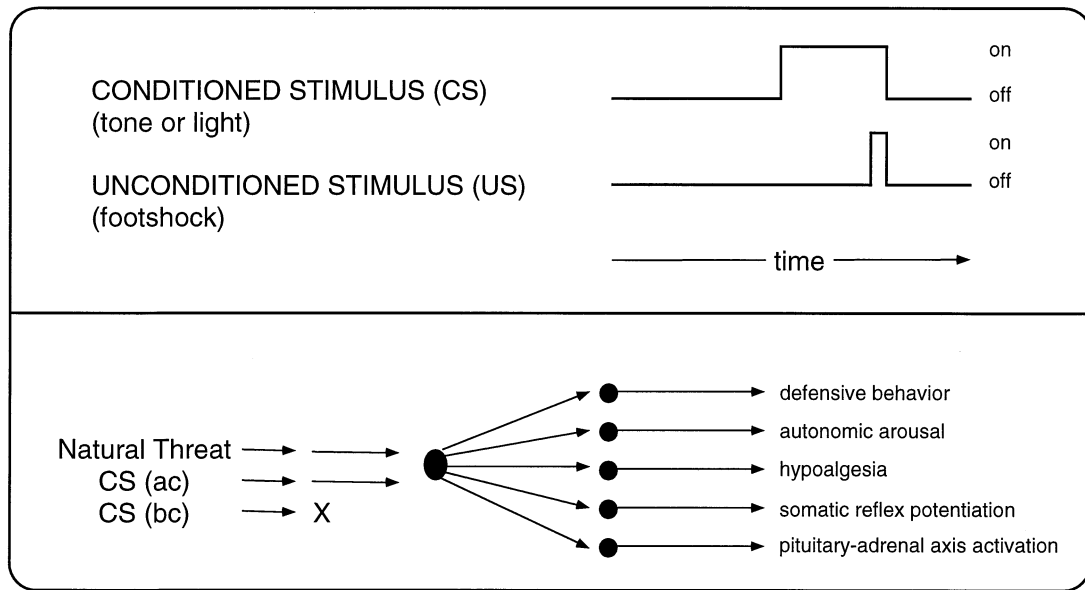 CONDITIONED STIMULUS (CS)
(tone or light)
on
off
UNCONDITIONED STIMULUS (US)
(footshock)
on
off
time
Natural Threat
CS (ac)
CS (bc)
X
defensive behavior
autonomic arousal
hypoalgesia
somatic reflex potentiation
pituitary-adrenal axis activation